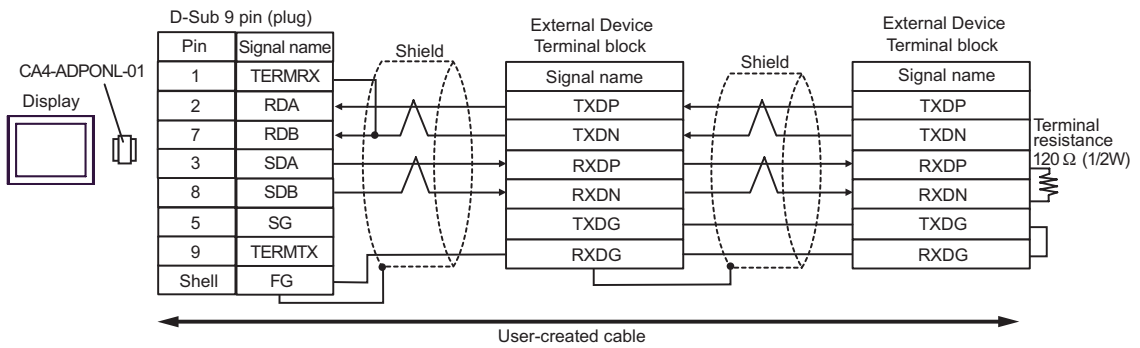 D-Sub 9 pin (plug)
External Device
Terminal block
External Device
Terminal block
CA4-ADPONL-01
Display
Pin Signal name
1 TERMRX
2 RDA
7 RDB
3 SDA
8 SDB
5 SG
9 TERMTX
Shell FG
Shield
Signal name
TXDP
TXDN
RXDP
RXDN
TXDG
RXDG
Shield
Signal name
TXDP
TXDN
RXDP
RXDN
TXDG
RXDG
Terminal
resistance
120 Ω (1/2W)
User-created cable